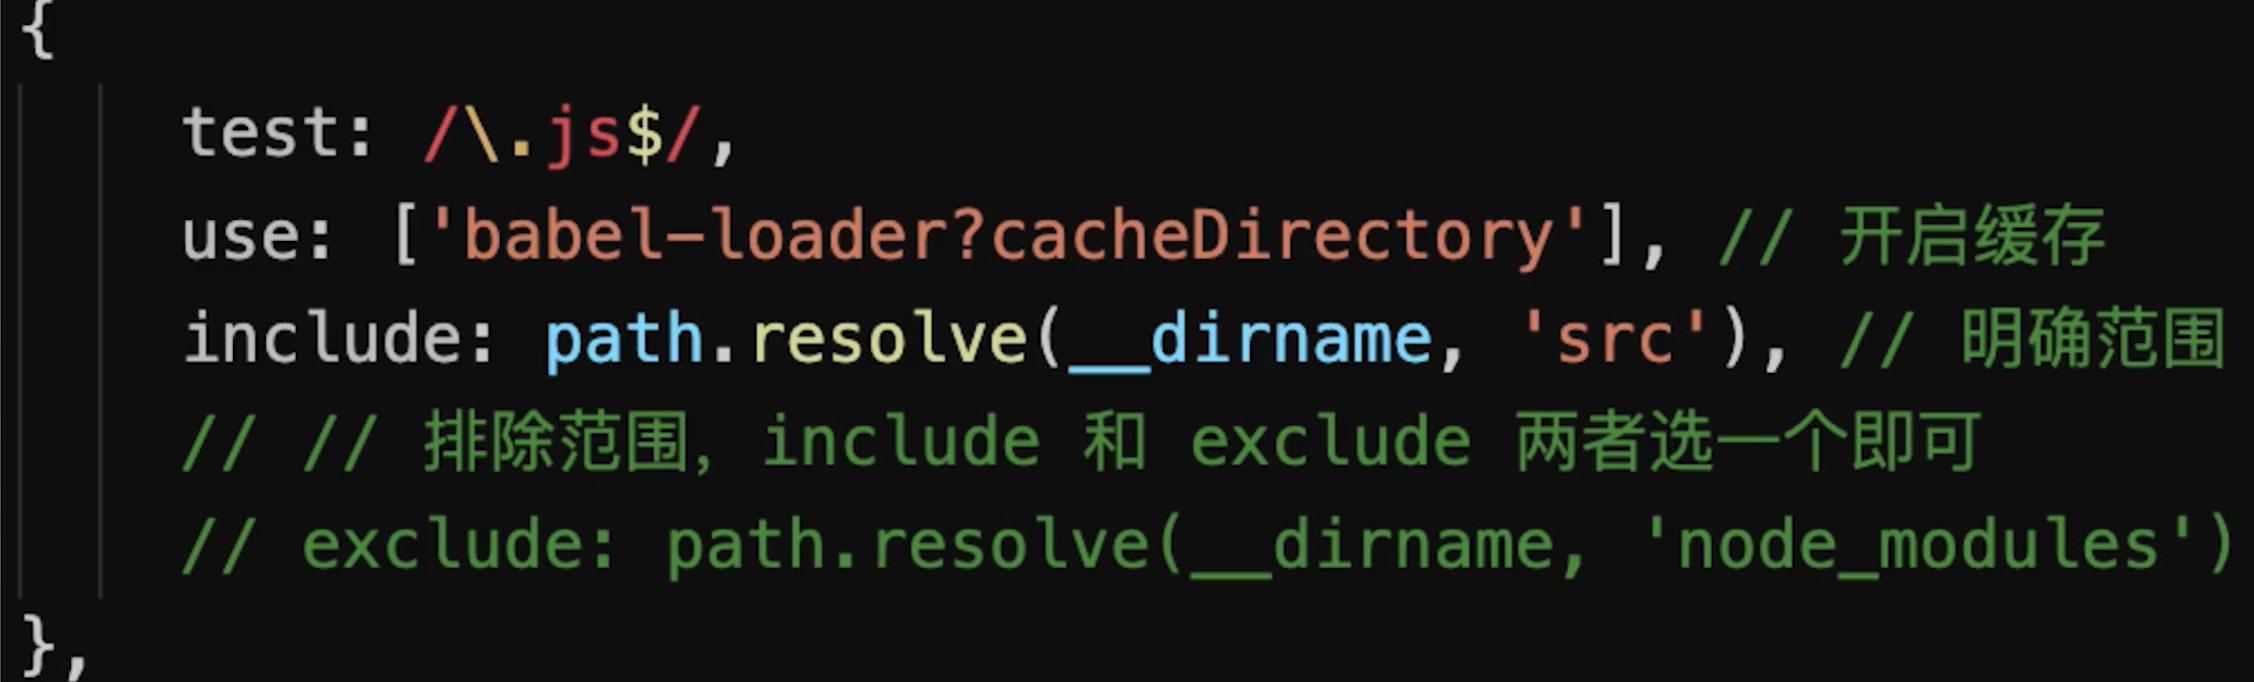 {
test: /\.js$/,
use: ['babel-loader?cacheDirectory'], // 开启缓存
include: path.resolve(__dirname, 'src'), // 明确范围
// // 排除范围，include 和 exclude 两者选一个即可
// exclude: path.resolve(__dirname, 'node_modules')
},